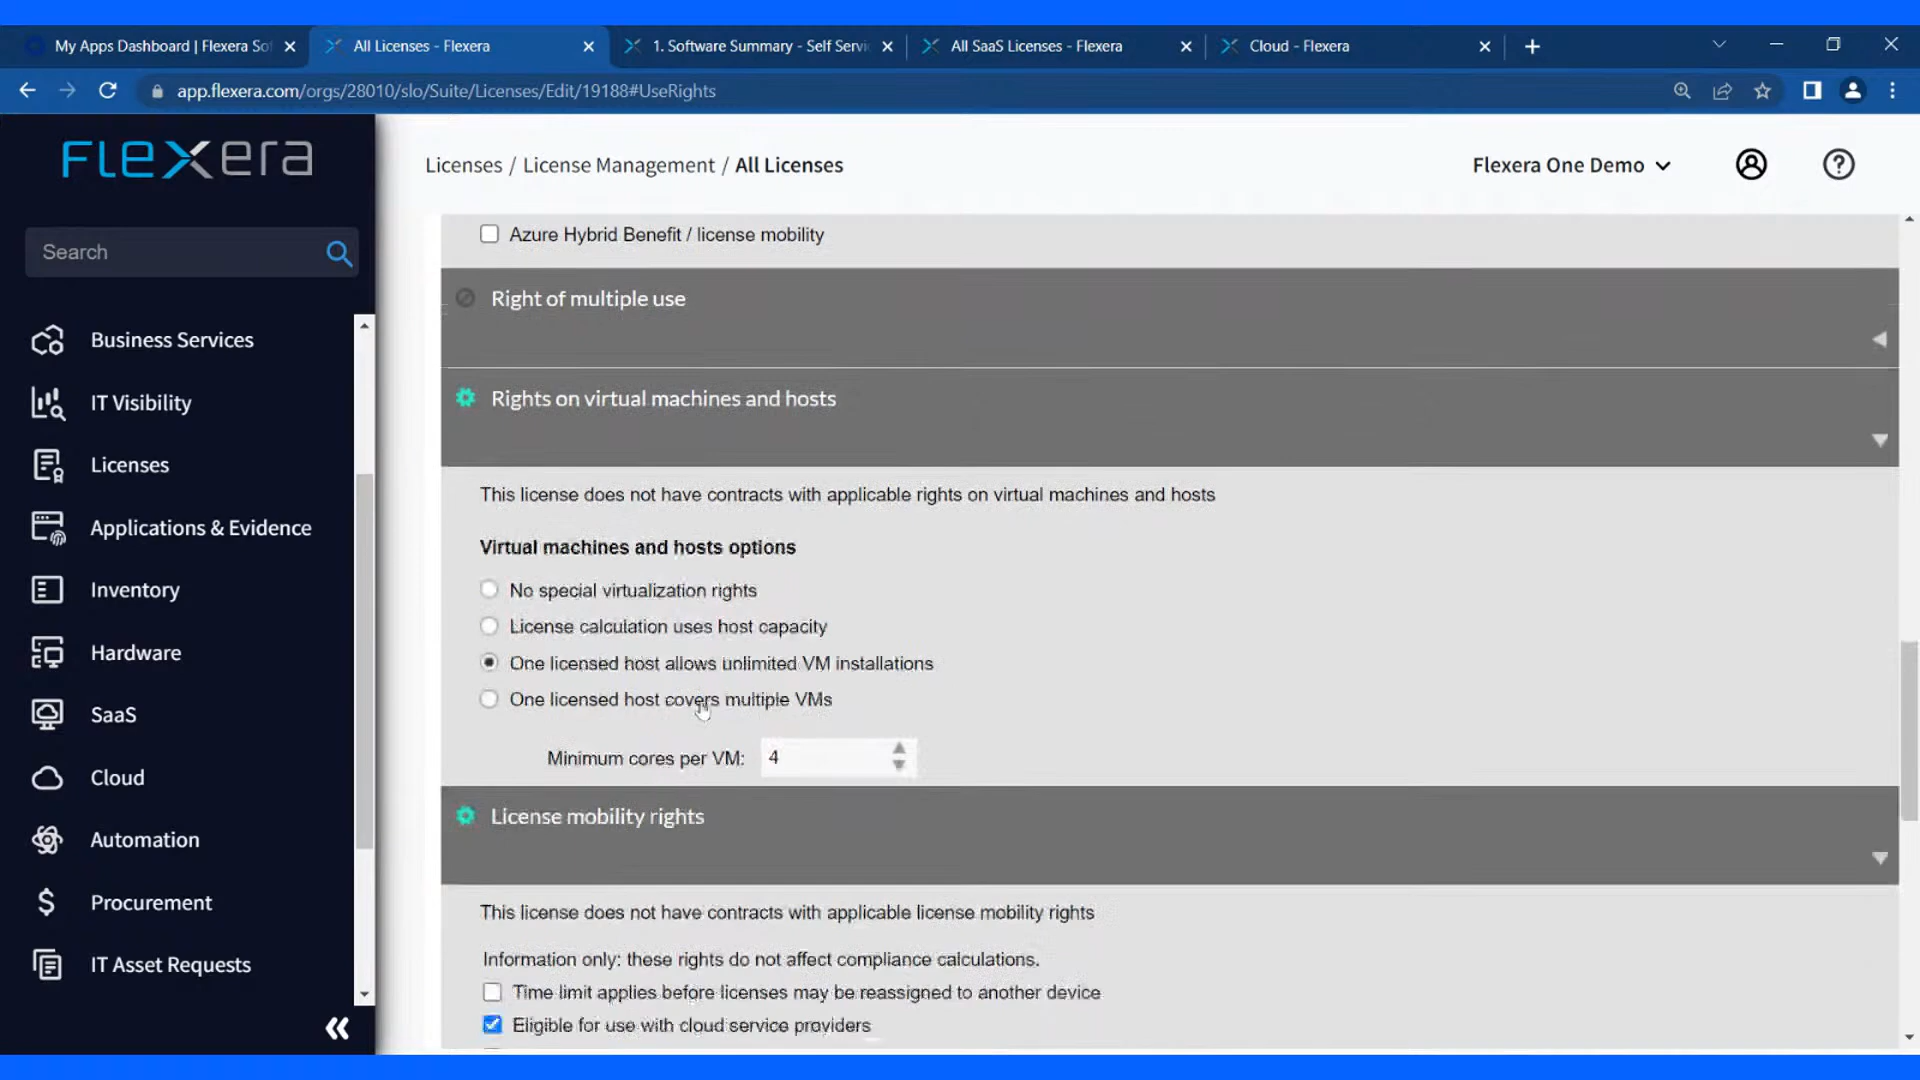 My Apps Dashboard | Flexera Sof
All Licenses - Flexera
1. Software Summary - Self Servi
All SaaS Licenses - Flexera
Cloud - Flexera
app.flexera.com/orgs/28010/slo/Suite/Licenses/Edit/19188#UseRights
FLEXera
Licenses / License Management / All Licenses
Flexera One Demo
Search
Business Services
IT Visibility
Licenses
Applications & Evidence
Inventory
Hardware
SaaS
Cloud
Automation
Procurement
IT Asset Requests
Azure Hybrid Benefit / license mobility
Right of multiple use
Rights on virtual machines and hosts
This license does not have contracts with applicable rights on virtual machines and hosts
Virtual machines and hosts options
No special virtualization rights
License calculation uses host capacity
One licensed host allows unlimited VM installations
One licensed host covers multiple VMs
Minimum cores per VM: 4
License mobility rights
This license does not have contracts with applicable license mobility rights
Information only: these rights do not affect compliance calculations.
Time limit applies before licenses may be reassigned to another device
Eligible for use with cloud service providers